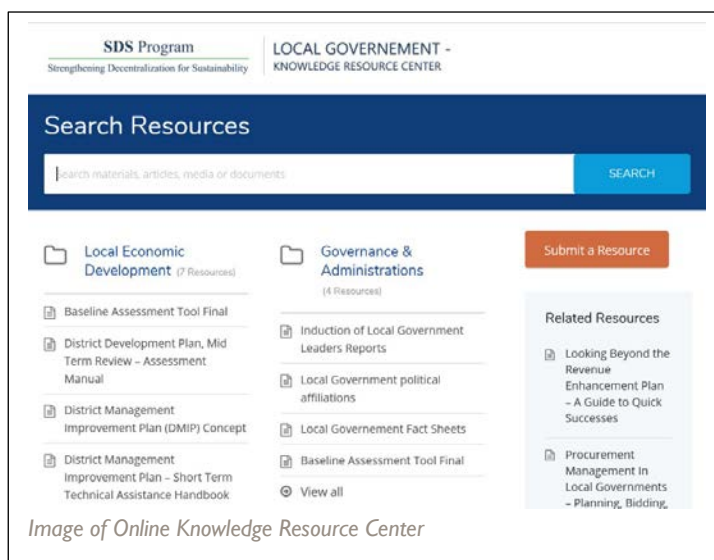 SDS Program
Strengthening Decentralization for Sustainability
LOCAL GOVERNEMENT -
KNOWLEDGE RESOURCE CENTER
Search Resources
Search materials, articles, media or documents
SEARCH
Local Economic
Development (7 Resources)
Baseline Assessment Tool Final
District Development Plan, Mid
Term Review – Assessment
Manual
District Management
Improvement Plan (DMIP) Concept
District Management
Improvement Plan – Short Term
Technical Assistance Handbook
Governance &
Administrations
(4 Resources)
Induction of Local Government
Leaders Reports
Local Government political
affiliations
Local Governement Fact Sheets
Baseline Assessment Tool Final
View all
Submit a Resource
Related Resources
Looking Beyond the
Revenue
Enhancement Plan
– A Guide to Quick
Successes
Procurement
Management In
Local Governments
– Planning, Bidding,
Image of Online Knowledge Resource Center